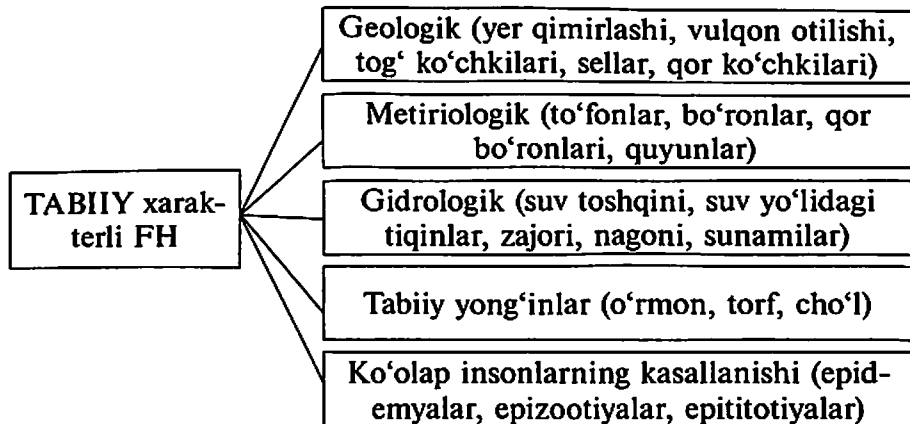 Geologik (yer qimirlashi, vulqon otilishi,
tog‘ ko‘chkilari, sellar, qor ko‘chkilari)
Metiriologik (to‘fonlar, bo‘ronlar, qor
bo‘ronlari, quyunlar)
TABIIY xarak-
terli FH
Gidrologik (suv toshqini, suv yo‘lidagi
tiqinlar, zajori, nagoni, sunamilar)
Tabiiy yong‘inlar (o‘rmon, torf, cho‘l)
Ko‘olap insonlarning kasallanishi (epid-
emyalar, epizootiyalar, epititotiyalar)